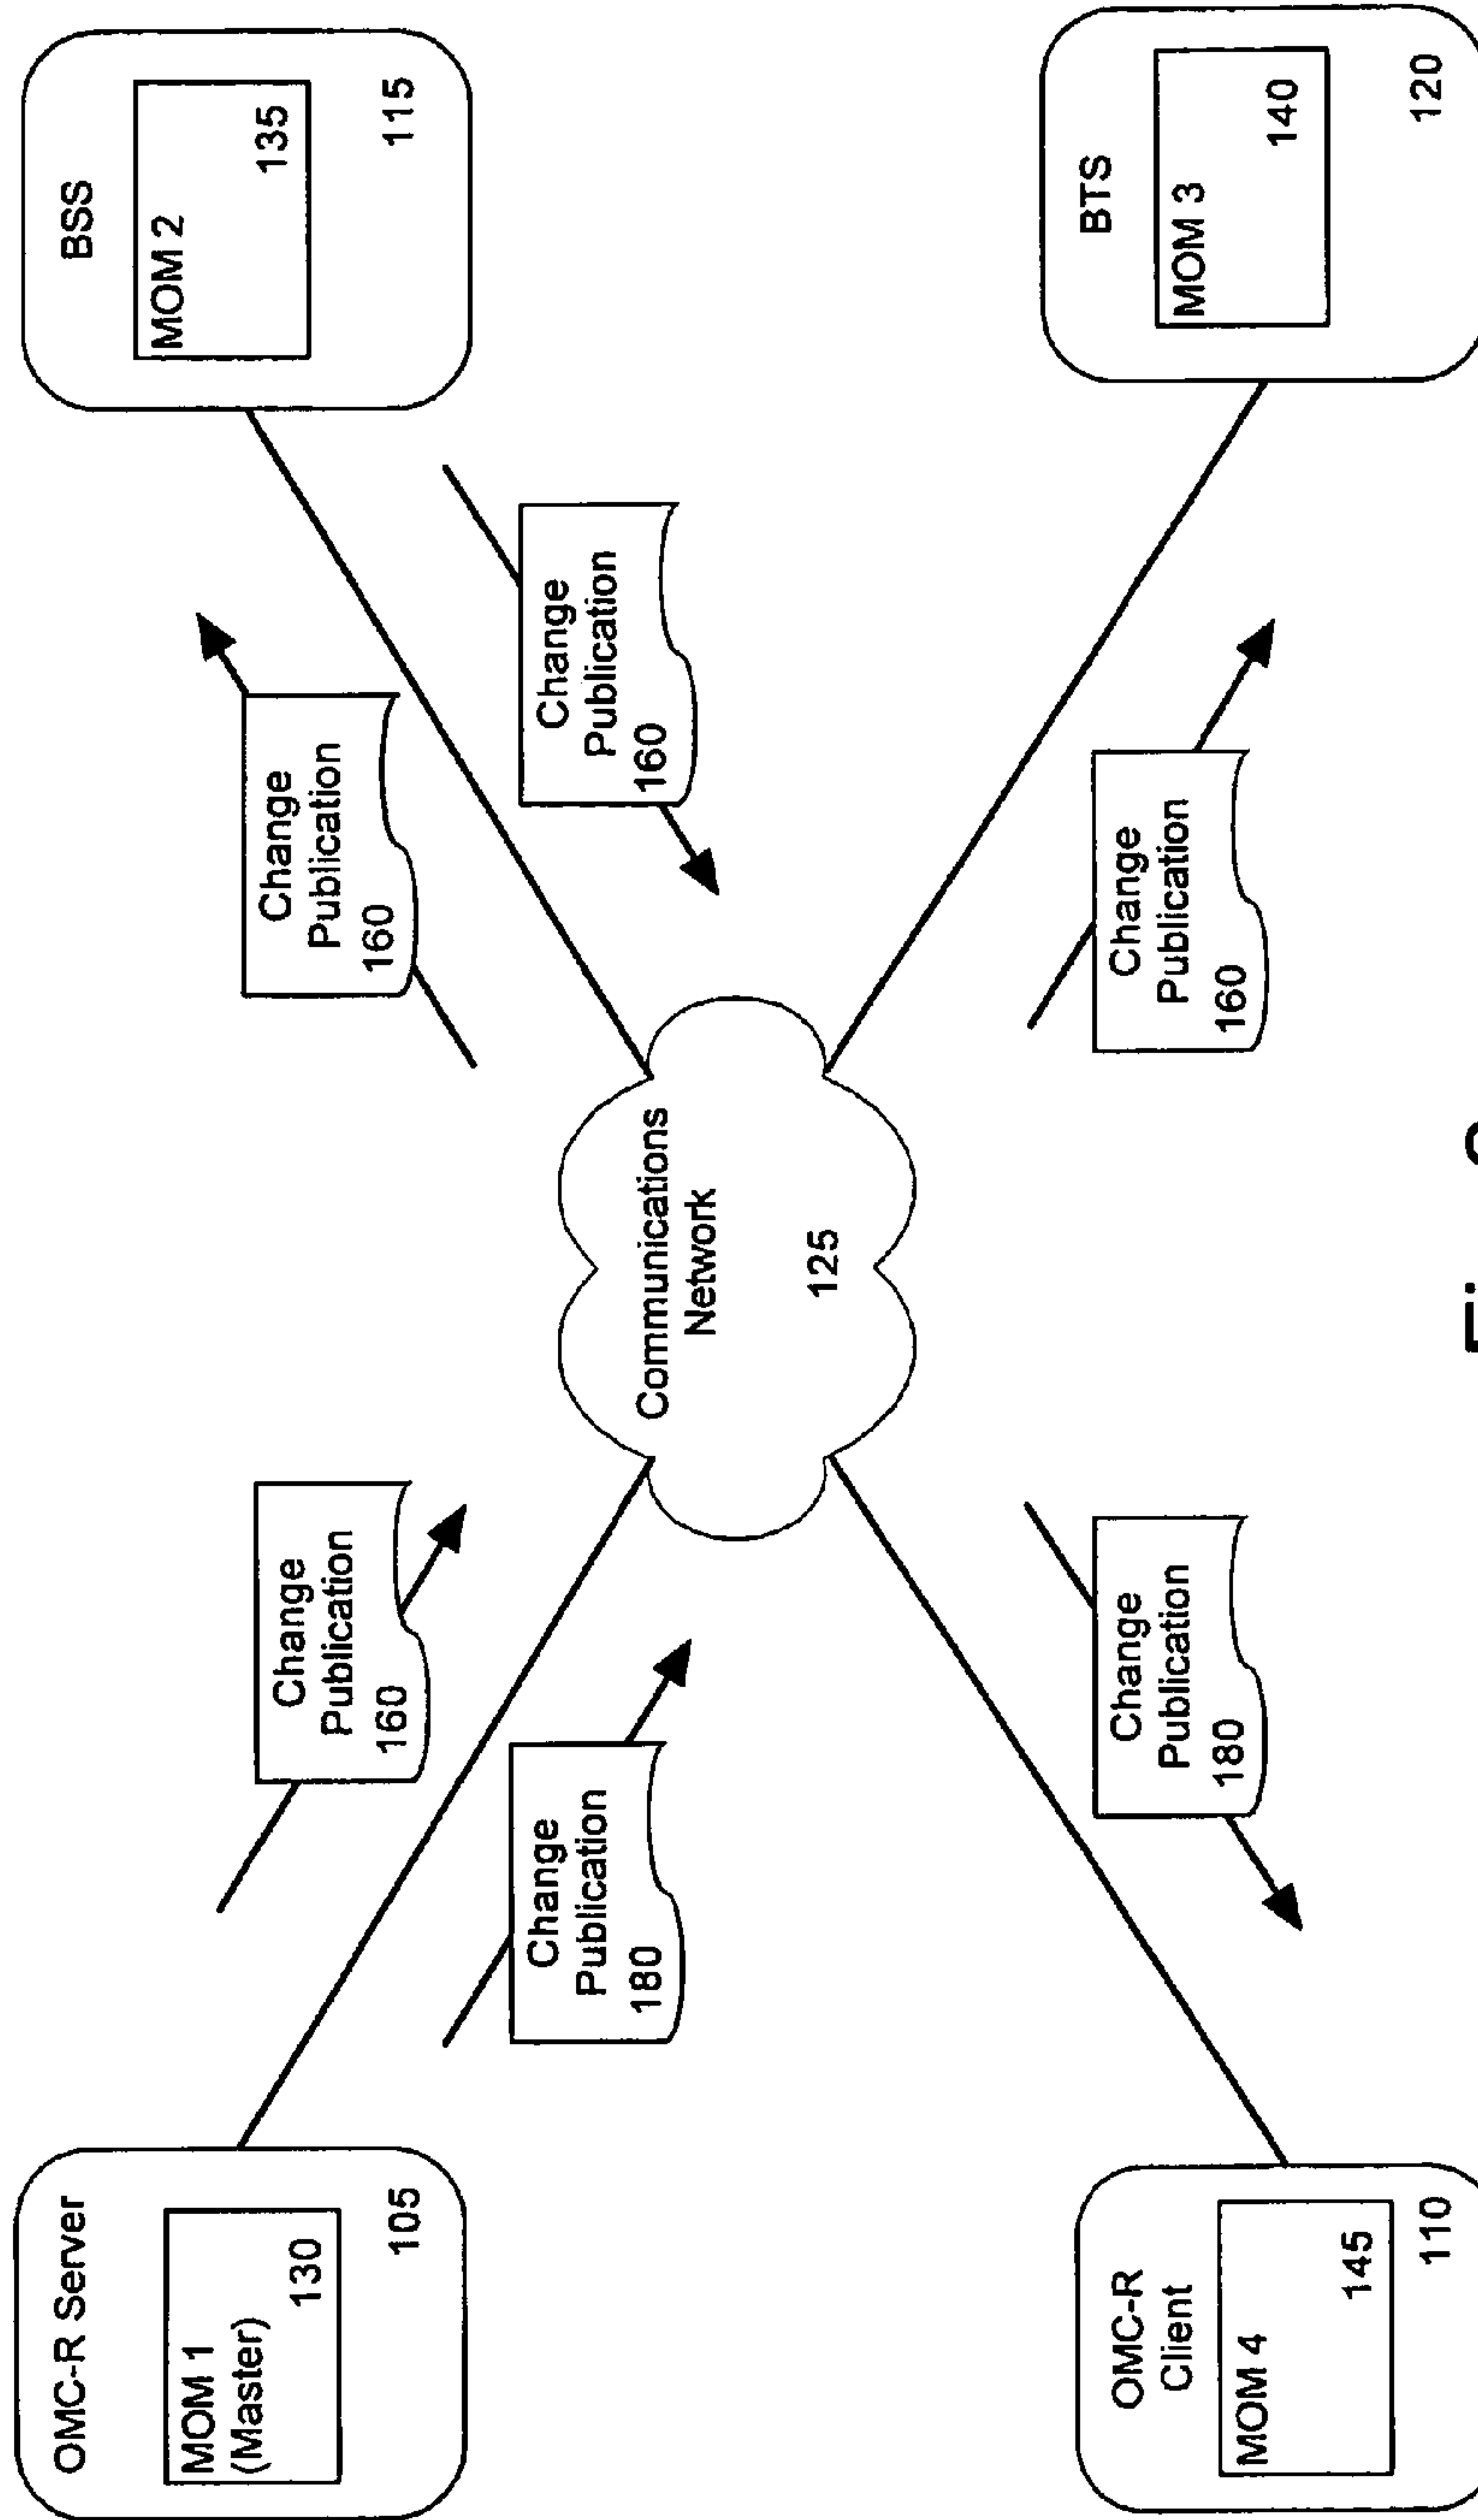 OMC-R Server
MOM 1
(Master)
130
105
Change
Publication
160
Change
Publication
180
Change
Publication
160
Change
Publication
160
BSS
MOM 2
135
115
Communications
Network
125
OMC-R
Client
MOM 4
145
110
Change
Publication
180
Change
Publication
160
BTS
MOM 3
140
120